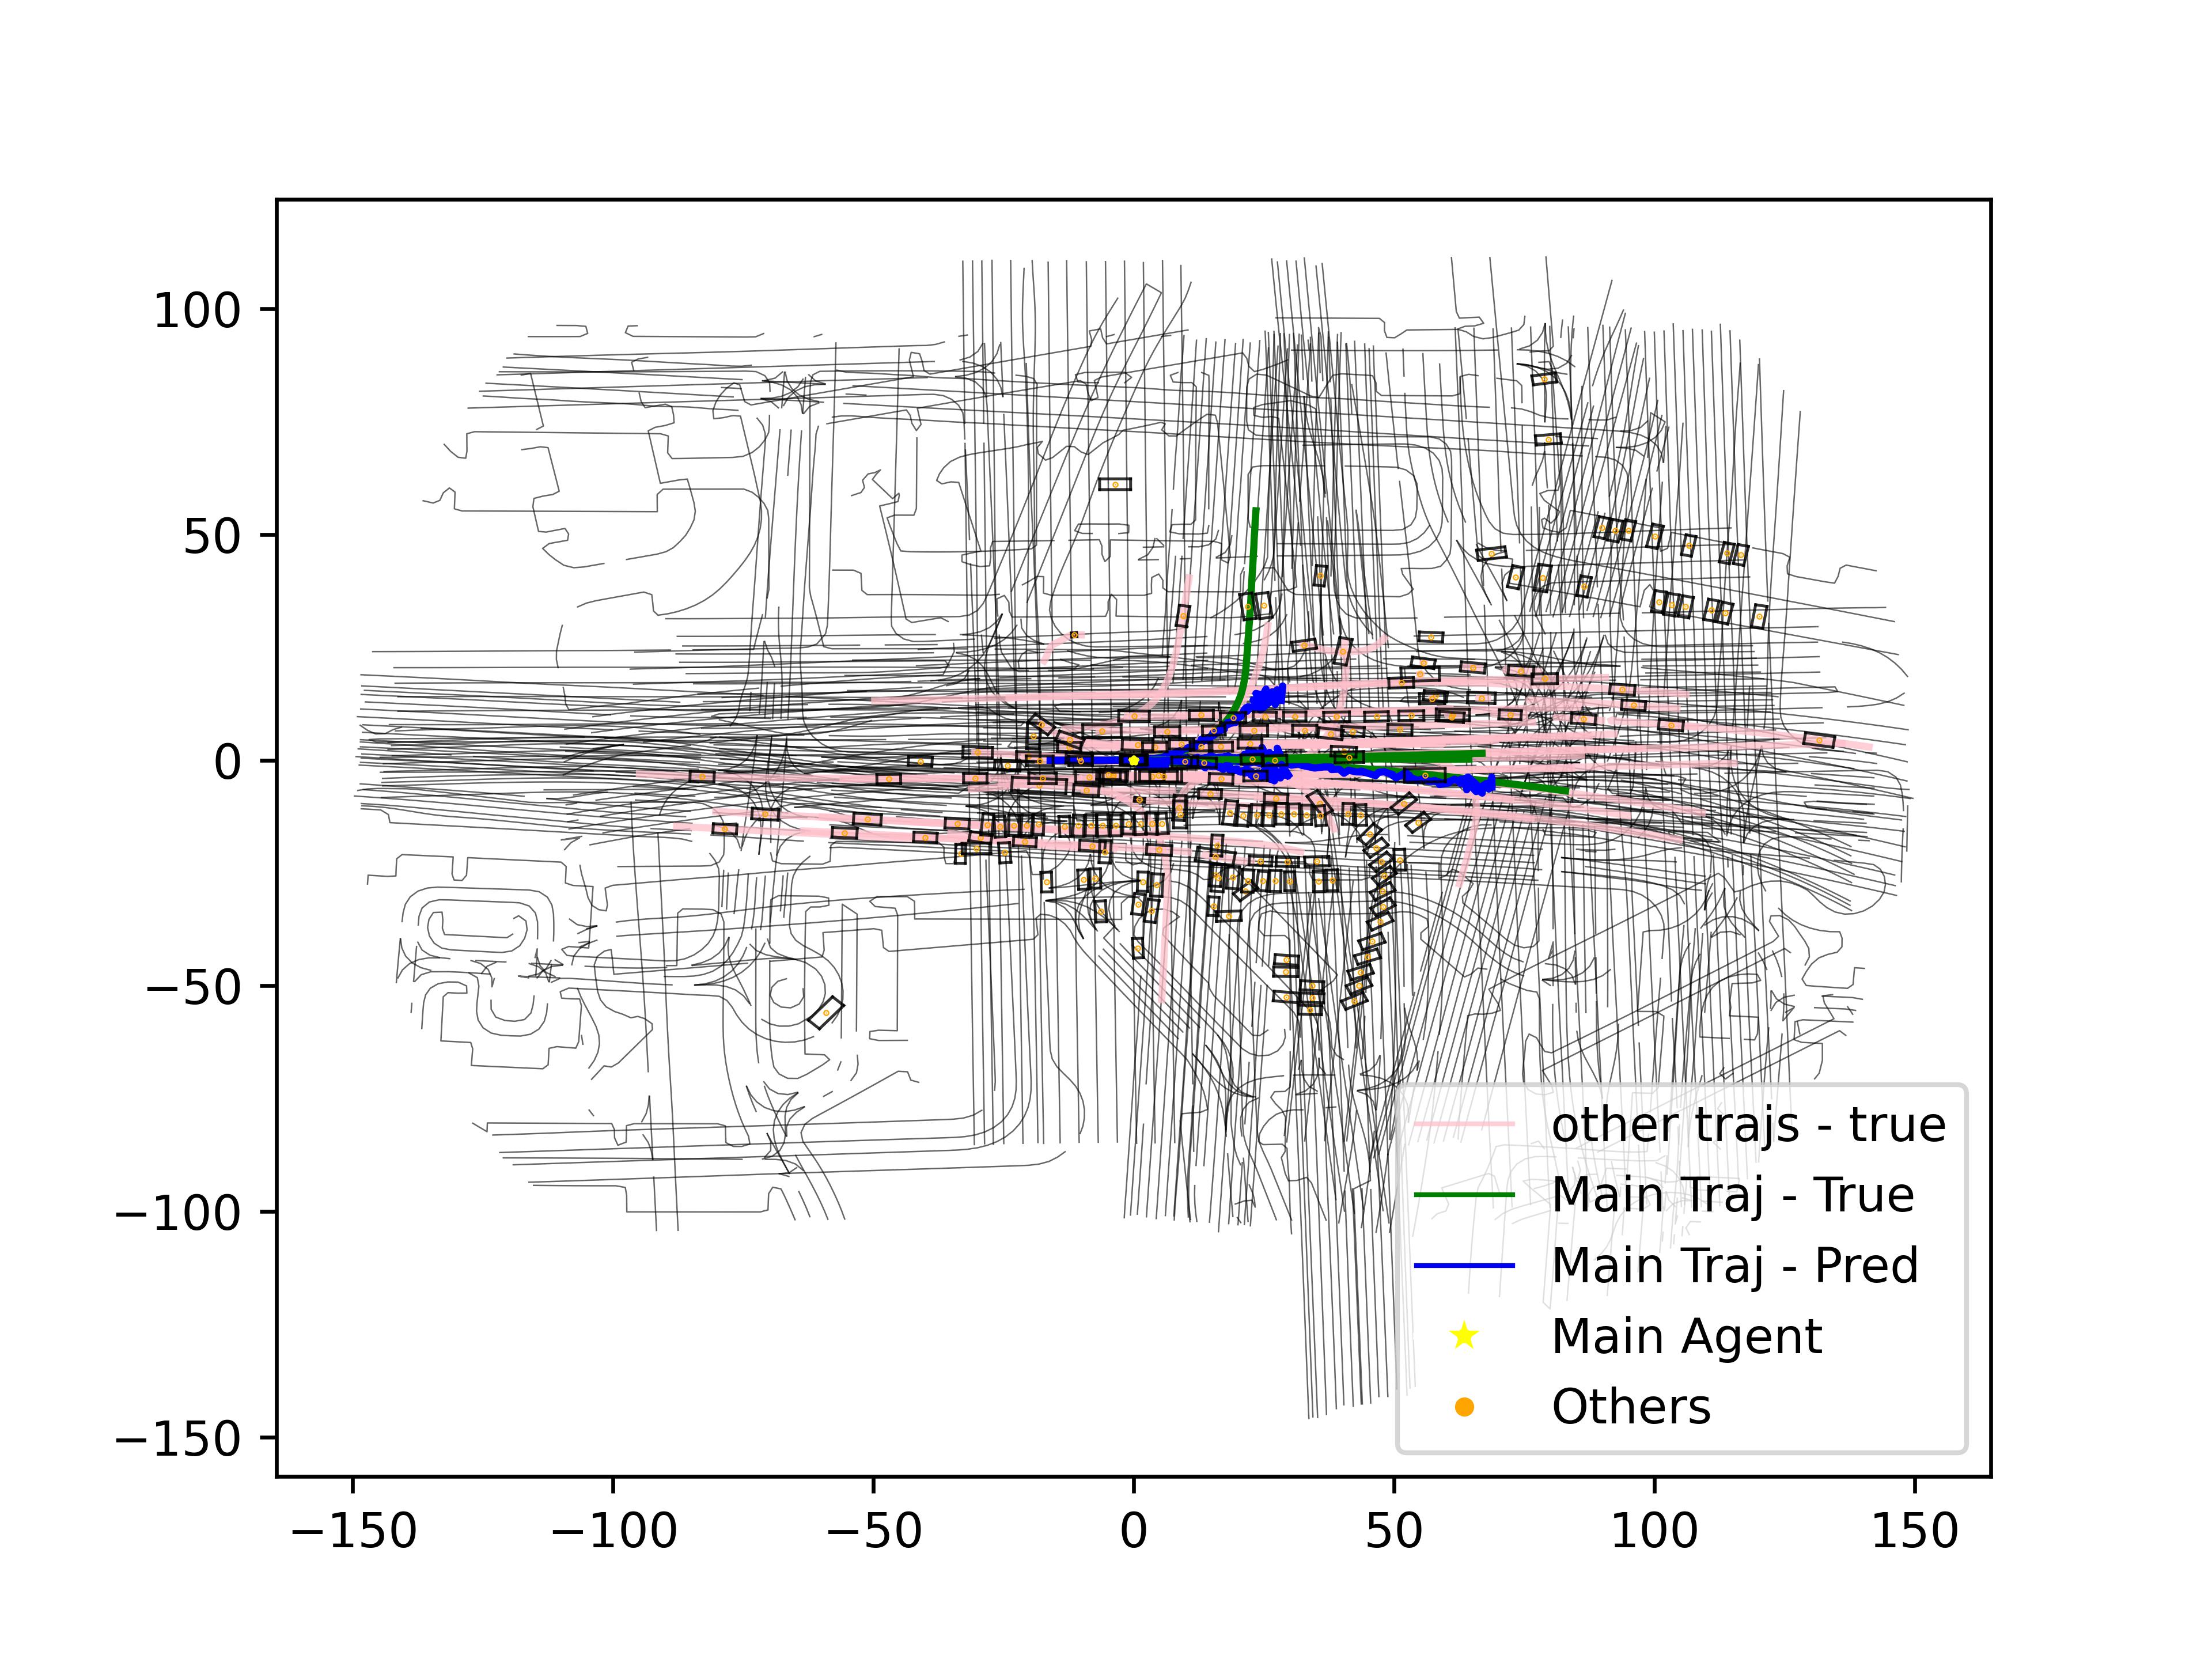 100
50
0
−50
−100
−150
other trajs - true
Main Traj - True
Main Traj - Pred
Main Agent
Others
−150 −100 −50 0 50 100 150